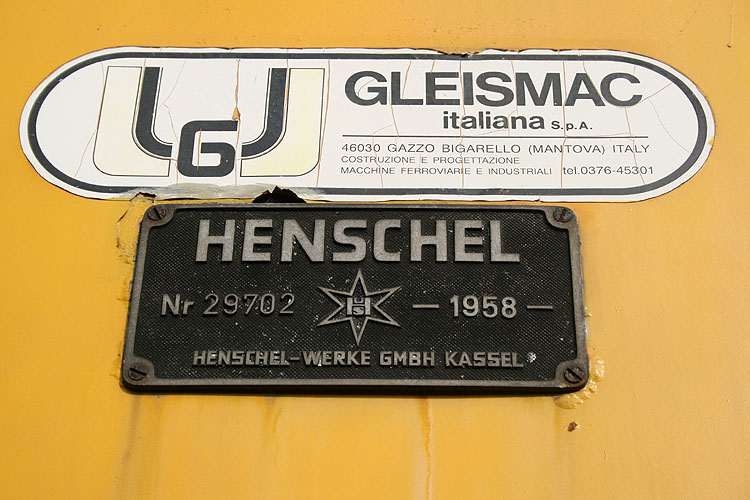 GLEISMAC
italiana S.p.A.
46030 GAZZO BIGARELLO (MANTOVA) ITALY
COSTRUZIONE E PROGETTAZIONE
MACCHINE FERROVIARIE E INDUSTRIALI tel.0376-45301
G
HENSCHEL
Nr 29702 HUS — 1958 —
HENSCHEL-WERKE GMBH KASSEL